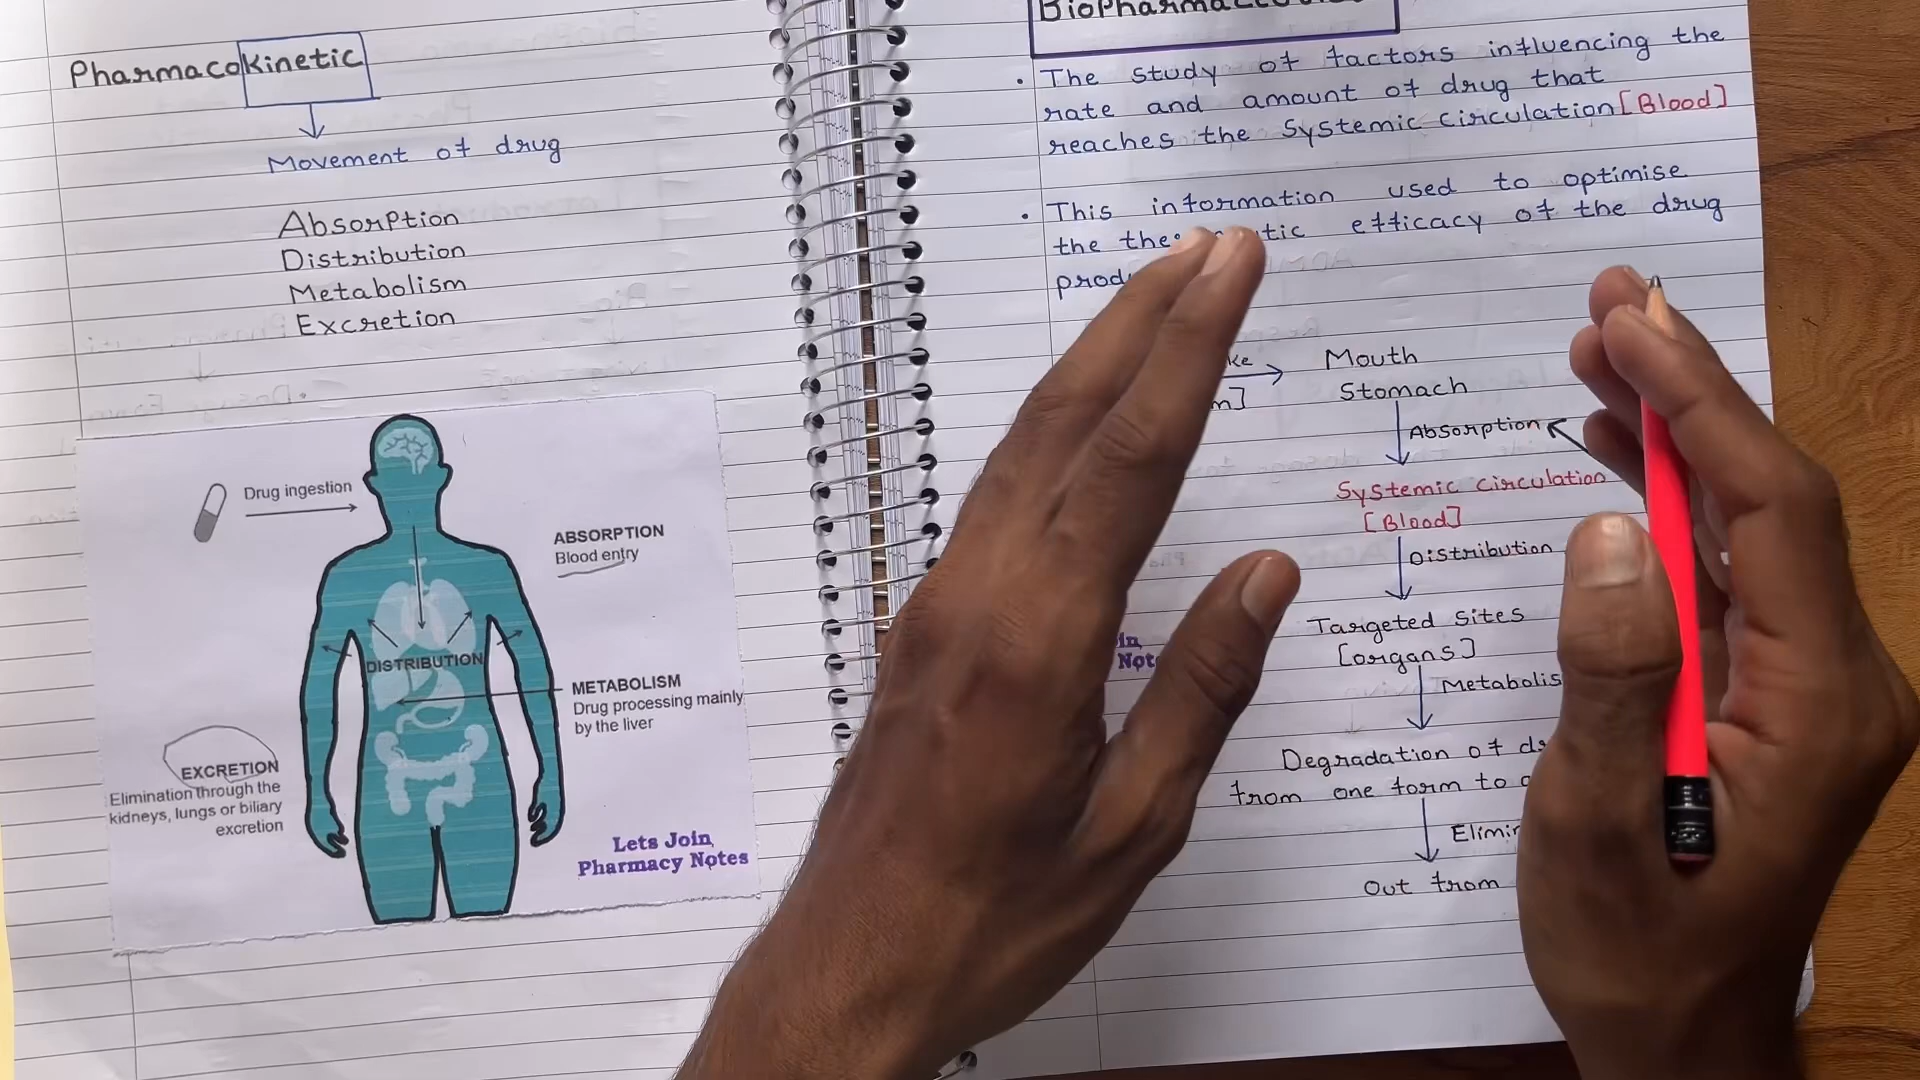 Pharmacokinetic
Movement of drug
Absorption
Distribution
Metabolism
Excretion
Drug ingestion
ABSORPTION
Blood entry
DISTRIBUTION
METABOLISM
Drug processing mainly
by the liver
EXCRETION
Elimination through the
kidneys, lungs or biliary
excretion
Lets Join,
Pharmacy Notes
• The study of factors influencing the
rate and amount of drug that
reaches the systemic circulation [Blood]
• This information used to optimise
the efficacy of the drug
Mouth
Stomach
Absorption
Systemic circulation
[Blood]
Distribution
Targeted sites
[organs]
Degradation of
from one form to
Out from